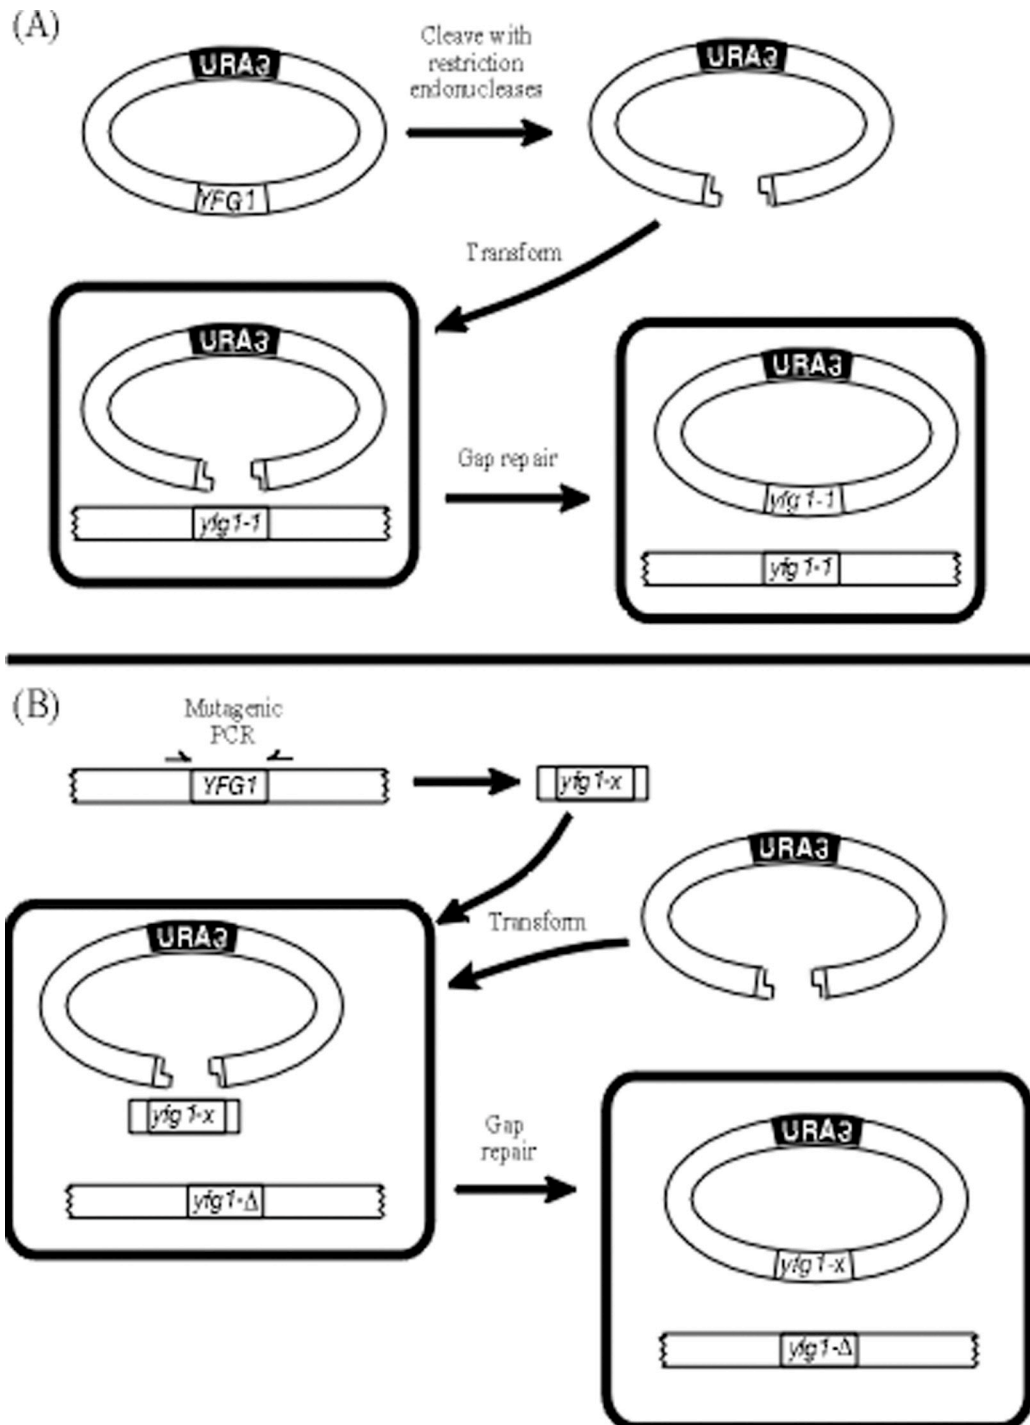 (A)
URA3
Cleave with
restriction
endonucleases
URA3
YFG1
Transform
URA3
yfg1-1
Gap repair
URA3
yfg1-1
yfg1-1
(B)
Mutagenic
PCR
YFG1
yfg1-x
URA3
Transform
URA3
yfg1-x
yfg1-Δ
Gap
repair
URA3
yfg1-x
yfg1-Δ